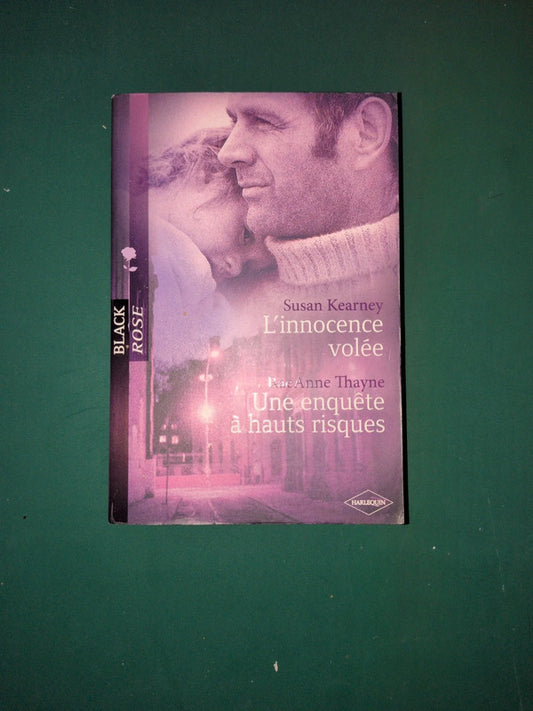 BLACK
ROSE
Susan Kearney
L'innocence
volée
RaeAnne Thayne
Une enquête
à hauts risques
HARLEQUIN